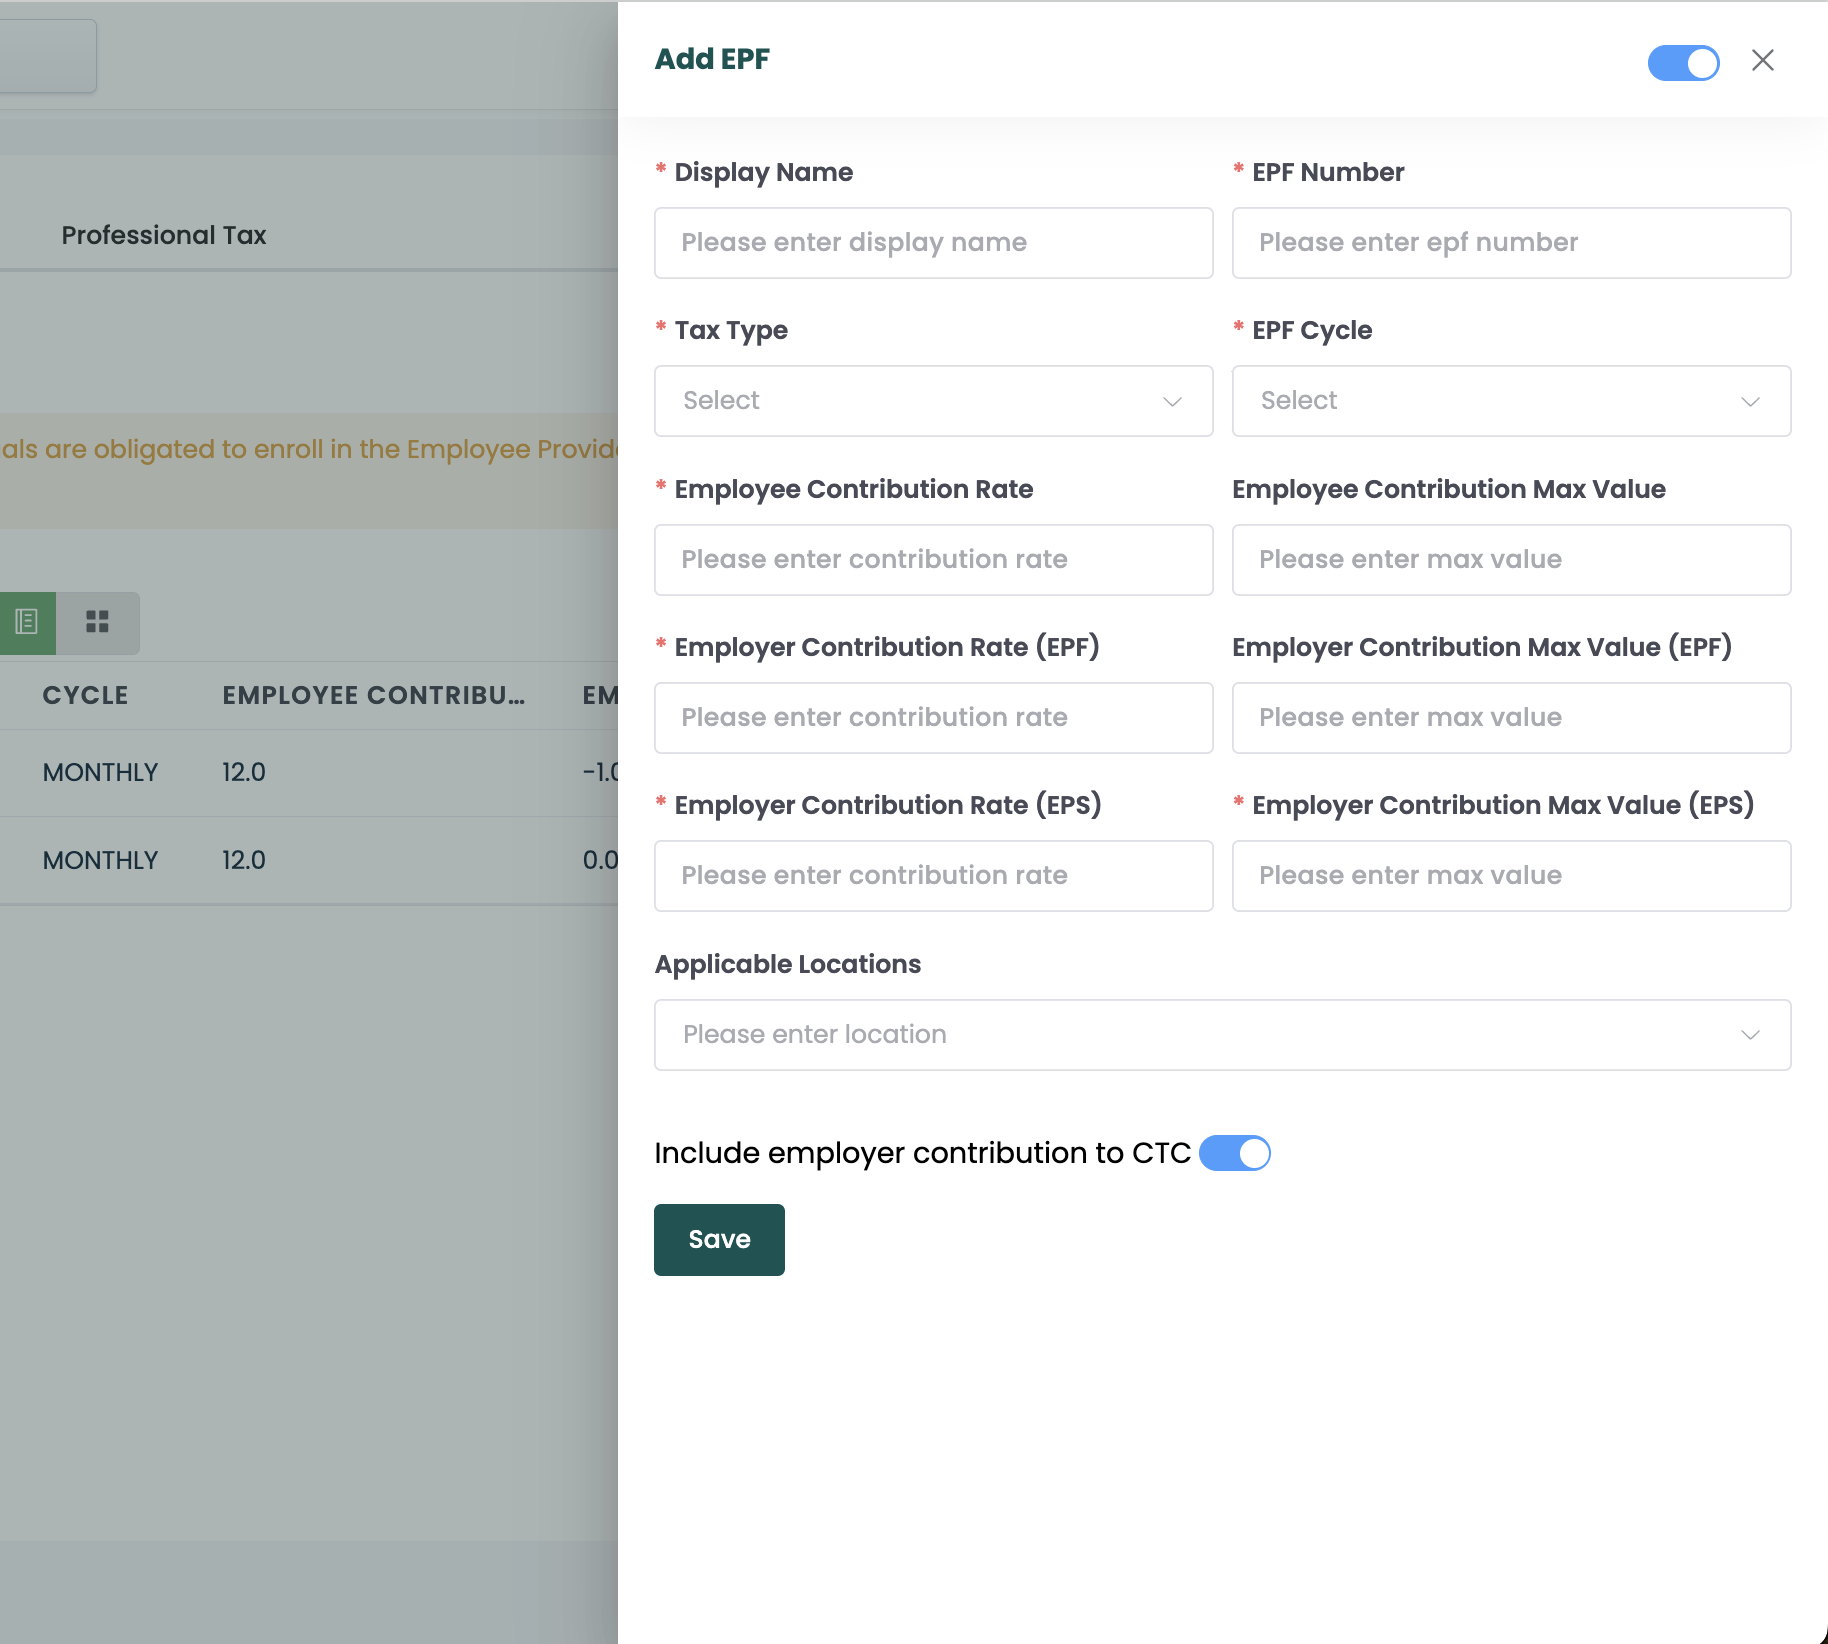 Add EPF
* Display Name
* EPF Number
Please enter display name
Please enter epf number
* Tax Type
* EPF Cycle
Select
Select
* Employee Contribution Rate
Employee Contribution Max Value
Please enter contribution rate
Please enter max value
* Employer Contribution Rate (EPF)
Employer Contribution Max Value (EPF)
Please enter contribution rate
Please enter max value
* Employer Contribution Rate (EPS)
* Employer Contribution Max Value (EPS)
Please enter contribution rate
Please enter max value
Applicable Locations
Please enter location
Include employer contribution to CTC
Save
Professional Tax
als are obligated to enroll in the Employee Provid
CYCLE EMPLOYEE CONTRIBU... EM
MONTHLY 12.0 -1.0
MONTHLY 12.0 0.0